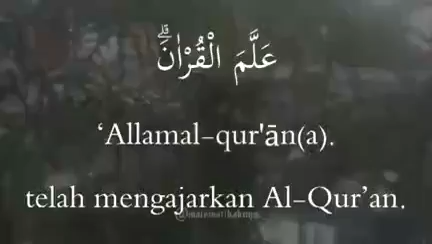 عَلَّمَ الْقُرْاٰنَۗ
‘Allamal-qur'ān(a).
telah mengajarkan Al-Qur’an.